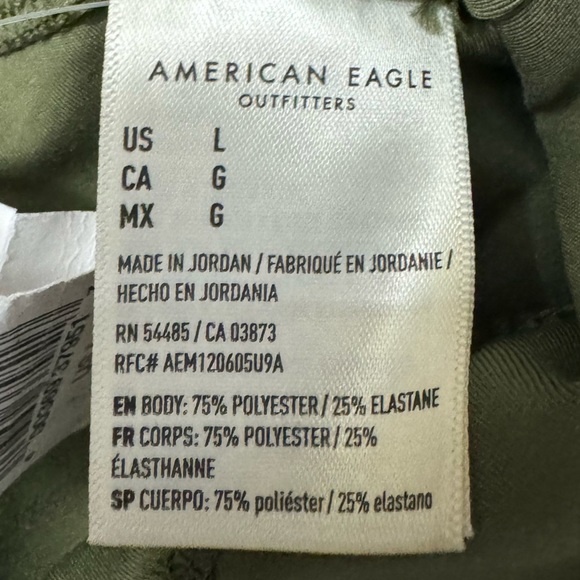 AMERICAN EAGLE
OUTFITTERS
US L
CA G
MX G
MADE IN JORDAN / FABRIQUÉ EN JORDANIE /
HECHO EN JORDANIA
RN 54485 / CA 03873
RFC# AEM120605U9A
EN BODY: 75% POLYESTER / 25% ELASTANE
FR CORPS: 75% POLYESTER / 25%
ÉLASTHANNE
SP CUERPO: 75% poliéster / 25% elastano